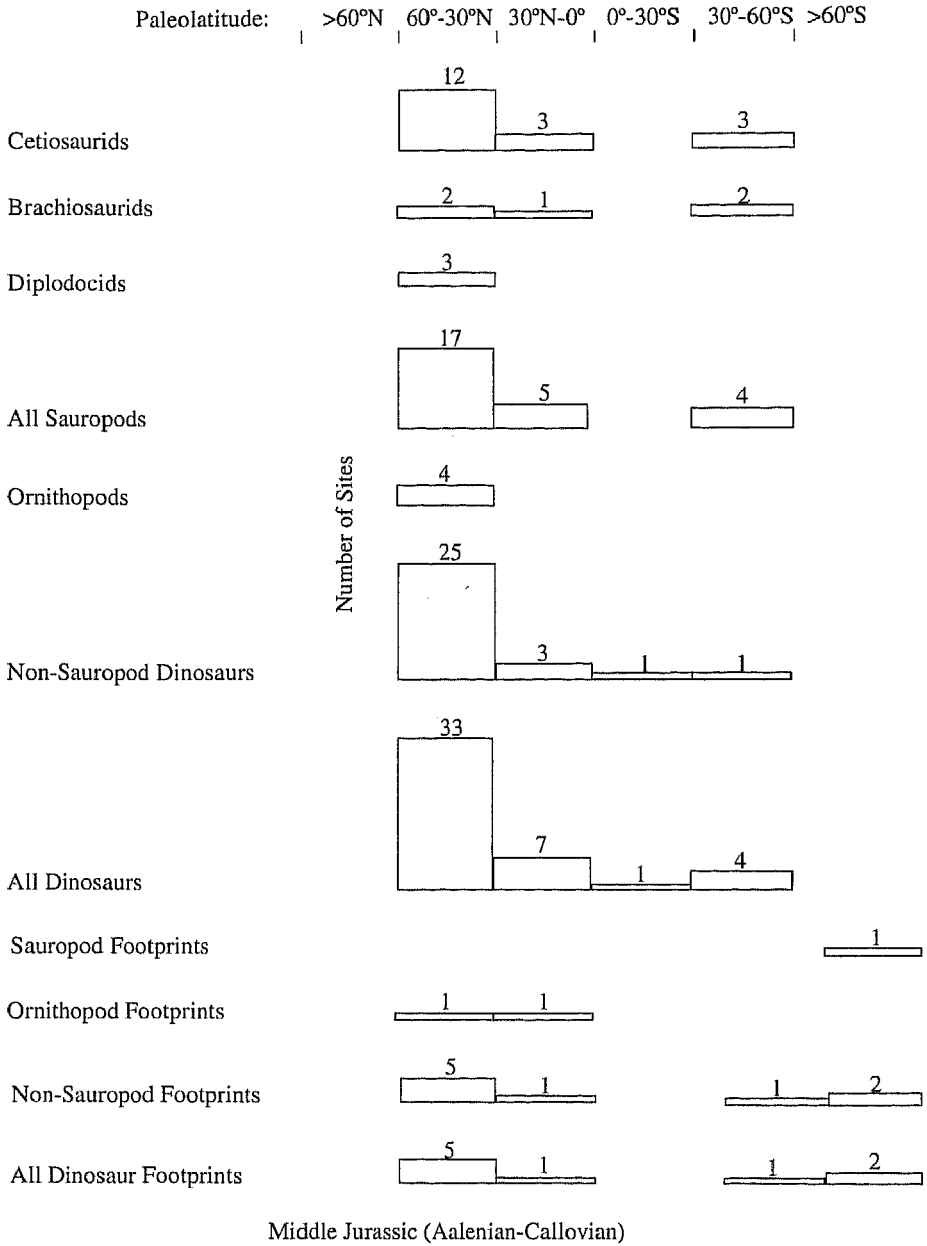 Paleolatitude: >60°N 60°-30°N 30°N-0° 0°-30°S 30°-60°S >60°S
12 3 3
Cetiosaurids
2 1 2
Brachiosaurids
3
Diplodocids
17 5 4
All Sauropods
Number of Sites
4
Ornithopods
25 3 1 1
Non-Sauropod Dinosaurs
33 7 1 4
All Dinosaurs
1
Sauropod Footprints
1 1
Ornithopod Footprints
5 1 1 2
Non-Sauropod Footprints
5 1 1 2
All Dinosaur Footprints
Middle Jurassic (Aalenian-Callovian)